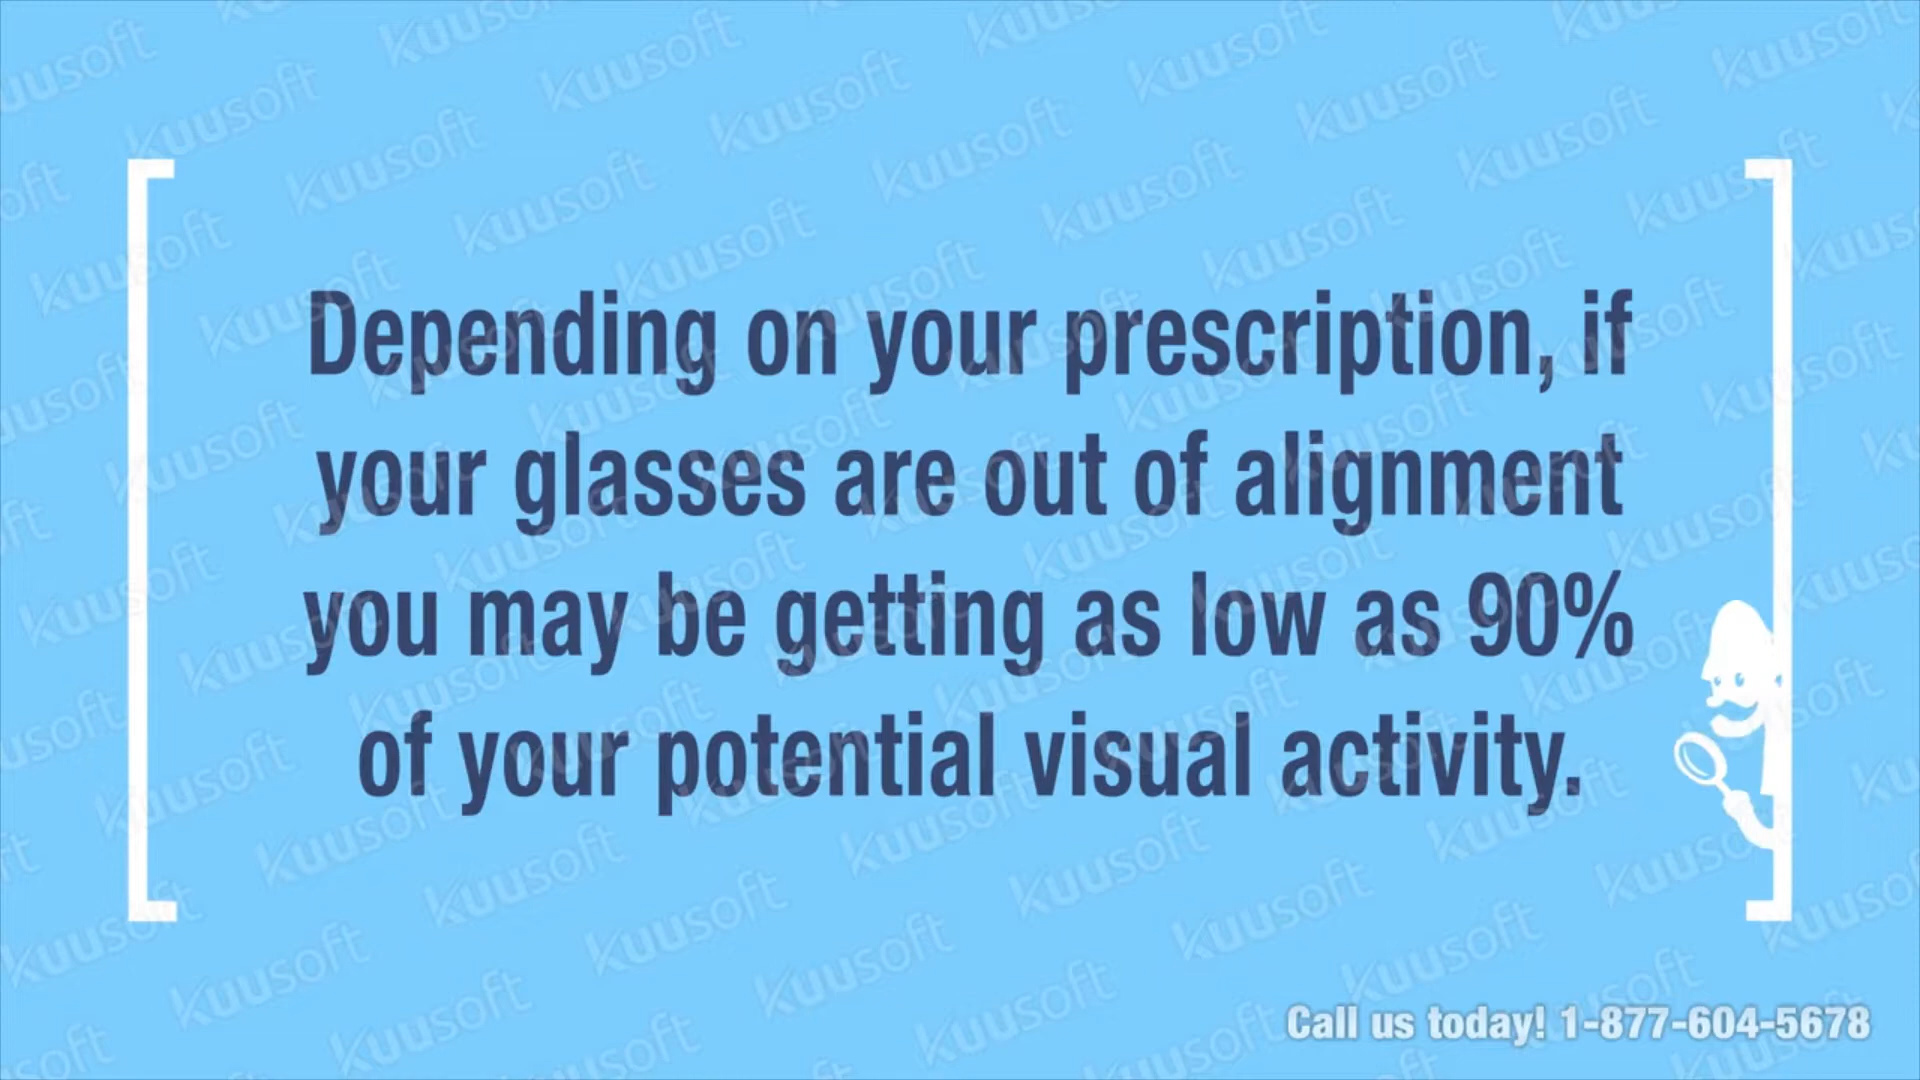 Depending on your prescription, if
your glasses are out of alignment
you may be getting as low as 90%
of your potential visual activity.
Call us today! 1-877-604-5678
kuusoft